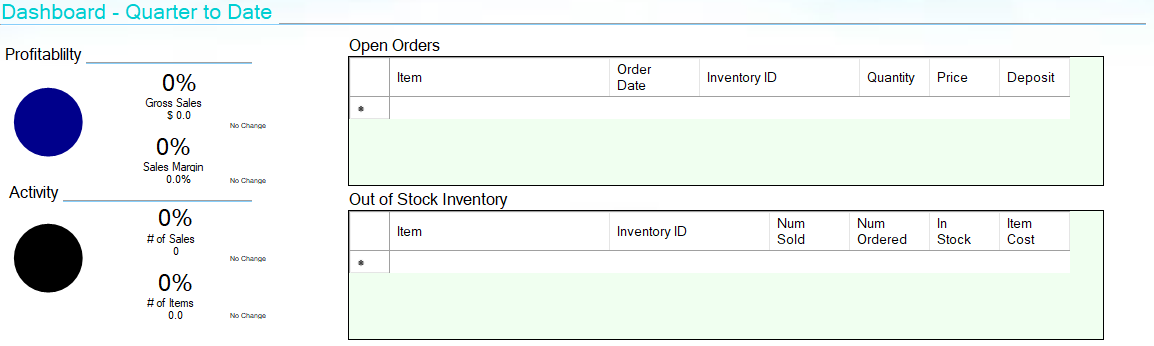 Dashboard - Quarter to Date
Profitablilty
0%
Gross Sales
$ 0.0
No Change
0%
Sales Margin
0.0%
No Change
Activity
0%
# of Sales
0
No Change
0%
# of Items
0.0
No Change
Open Orders
Item
Order
Date
Inventory ID
Quantity
Price
Deposit
Out of Stock Inventory
Item
Inventory ID
Num
Sold
Num
Ordered
In
Stock
Item
Cost